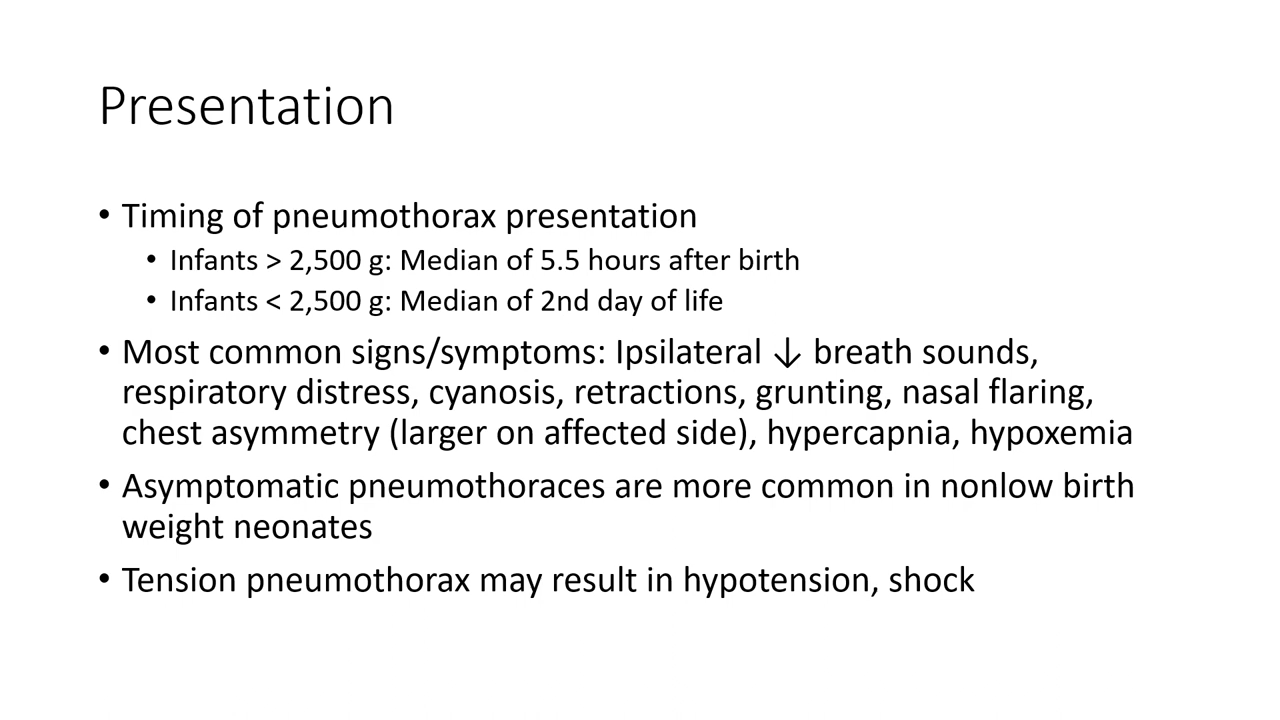 Presentation
• Timing of pneumothorax presentation
• Infants > 2,500 g: Median of 5.5 hours after birth
• Infants < 2,500 g: Median of 2nd day of life
• Most common signs/symptoms: Ipsilateral ↓ breath sounds,
respiratory distress, cyanosis, retractions, grunting, nasal flaring,
chest asymmetry (larger on affected side), hypercapnia, hypoxemia
• Asymptomatic pneumothoraces are more common in nonlow birth
weight neonates
• Tension pneumothorax may result in hypotension, shock